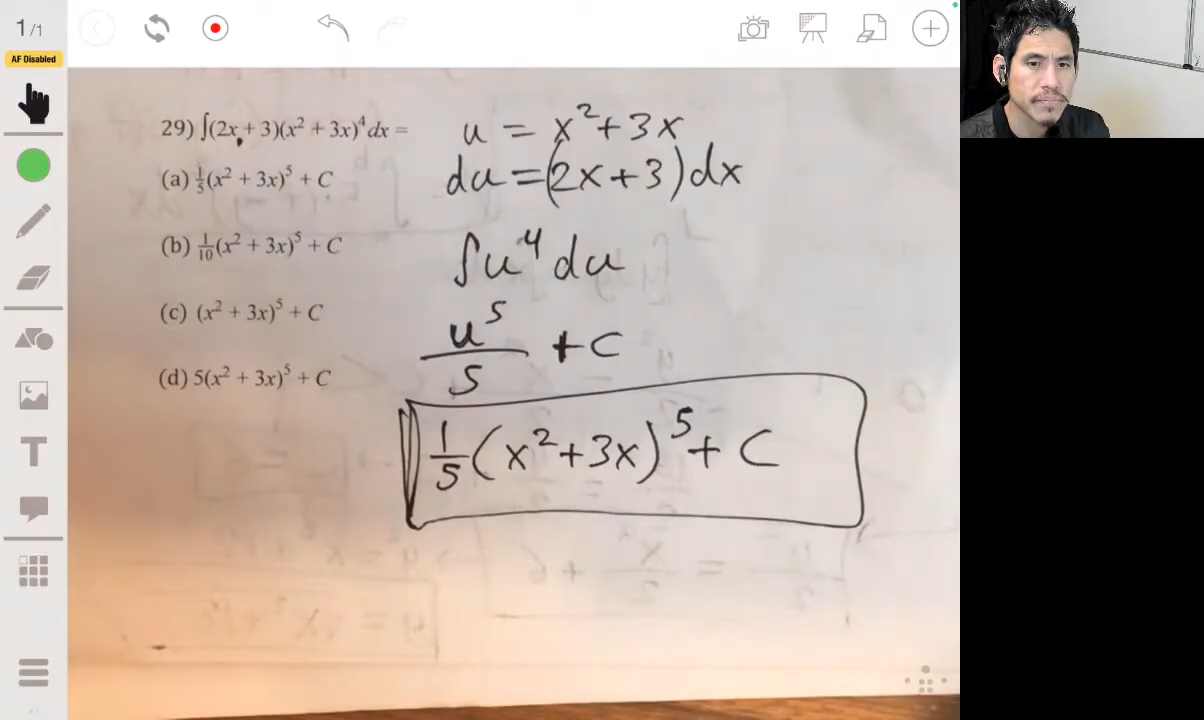 1/1
AF Disabled
29) ∫(2x + 3)(x² + 3x)⁴ dx =
(a) 1/5(x² + 3x)⁵ + C
(b) 1/10(x² + 3x)⁵ + C
(c) (x² + 3x)⁵ + C
(d) 5(x² + 3x)⁵ + C
u = x² + 3x
du = (2x + 3) dx
∫u⁴ du
u⁵/5 + C
1/5 (x² + 3x)⁵ + C
T